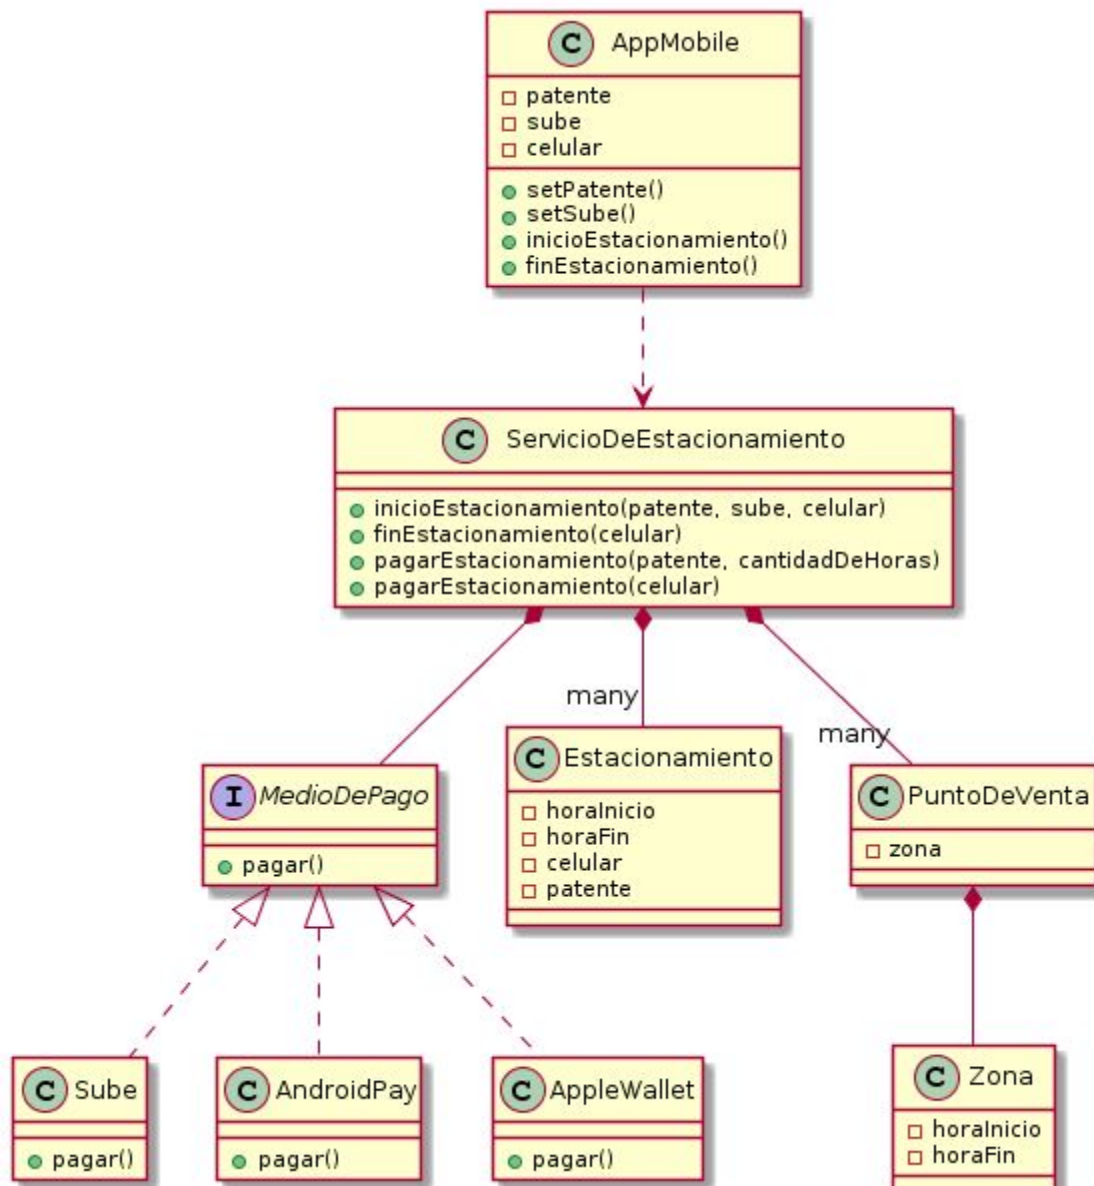 C AppMobile
patente
sube
celular
setPatente()
setSube()
inicioEstacionamiento()
finEstacionamiento()
C ServicioDeEstacionamiento
inicioEstacionamiento(patente, sube, celular)
finEstacionamiento(celular)
pagarEstacionamiento(patente, cantidadDeHoras)
pagarEstacionamiento(celular)
many
many
I MedioDePago
pagar()
C Estacionamiento
horaInicio
horaFin
celular
patente
C PuntoDeVenta
zona
C Sube
pagar()
C AndroidPay
pagar()
C AppleWallet
pagar()
C Zona
horaInicio
horaFin